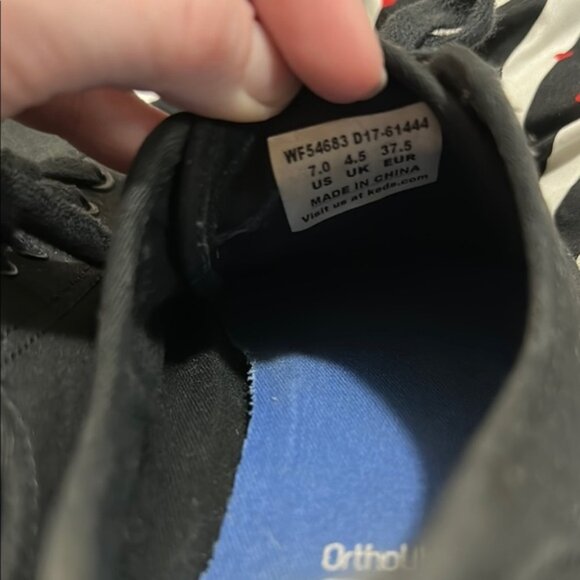 WF54683 D17-61444
7.0 4.5 37.5
US UK EUR
MADE IN CHINA
Visit us at keds.com